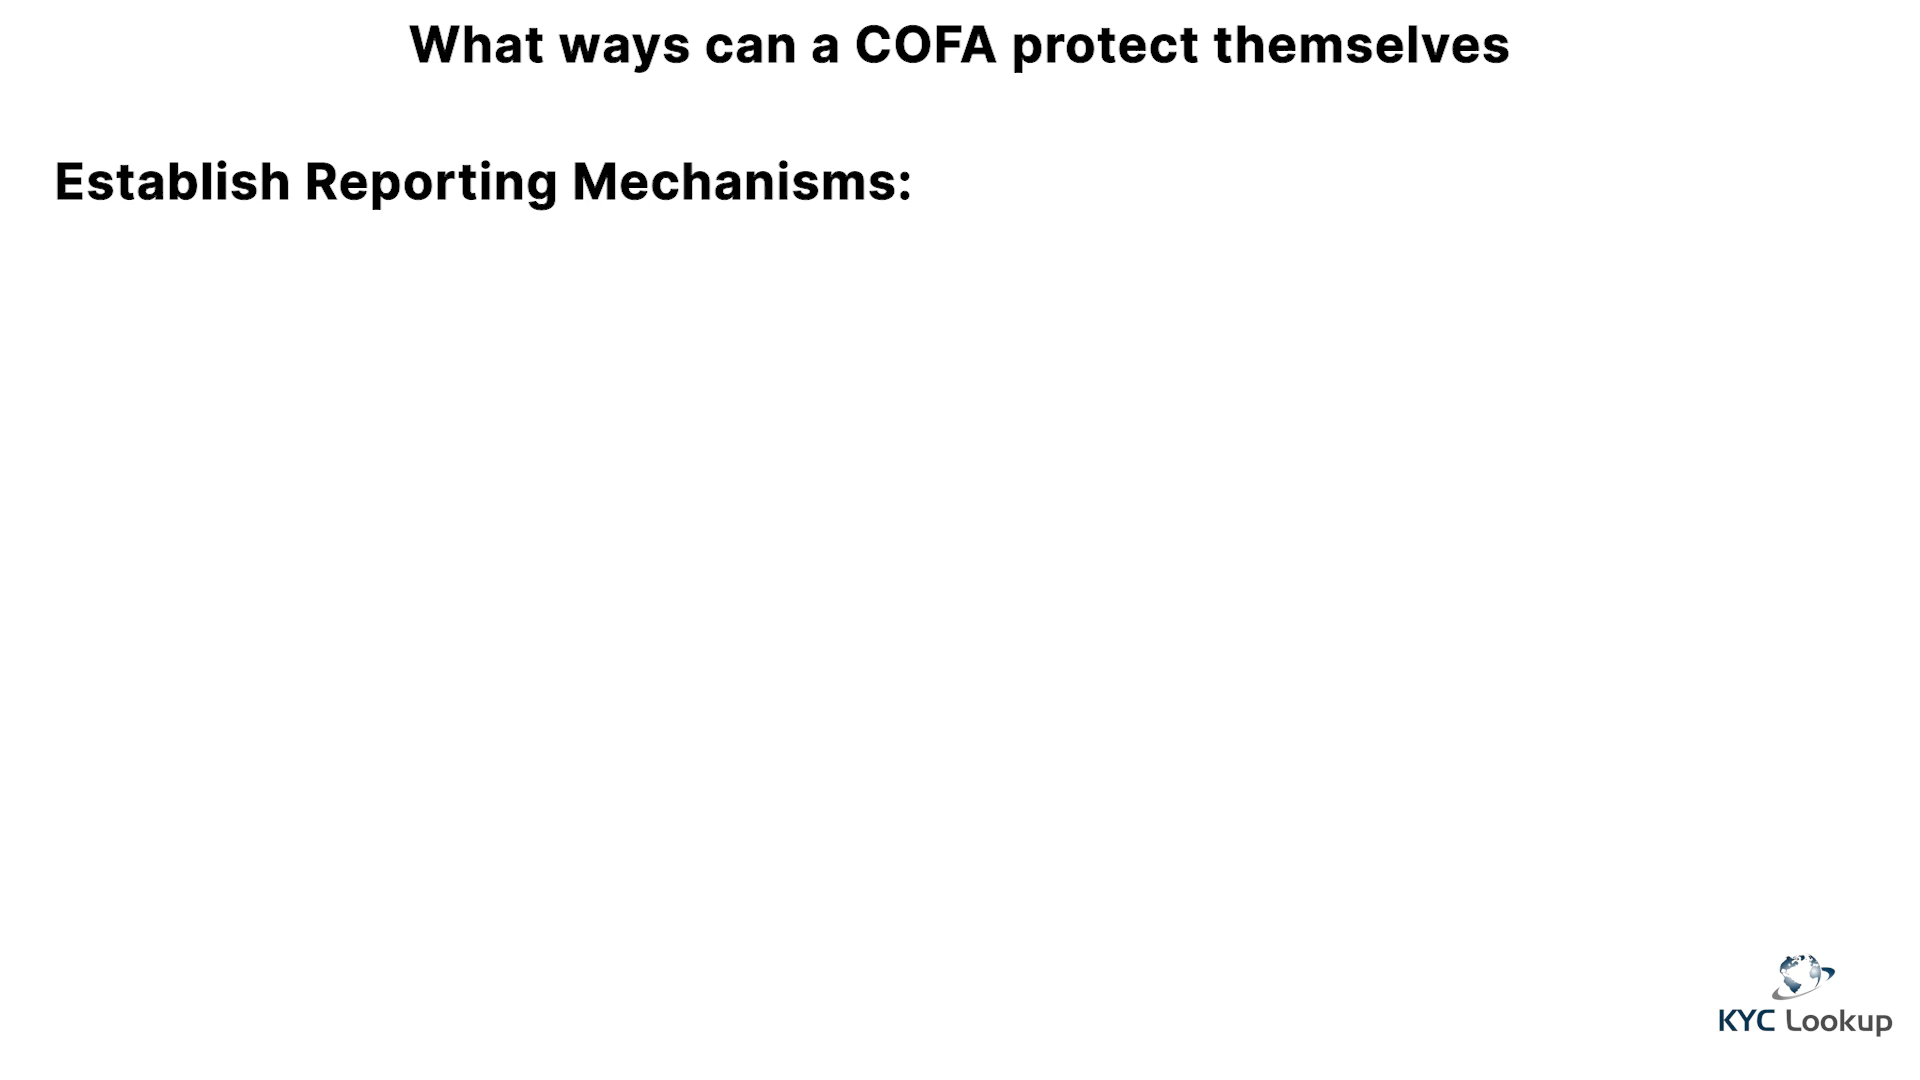 What ways can a COFA protect themselves
Establish Reporting Mechanisms:
KYC Lookup